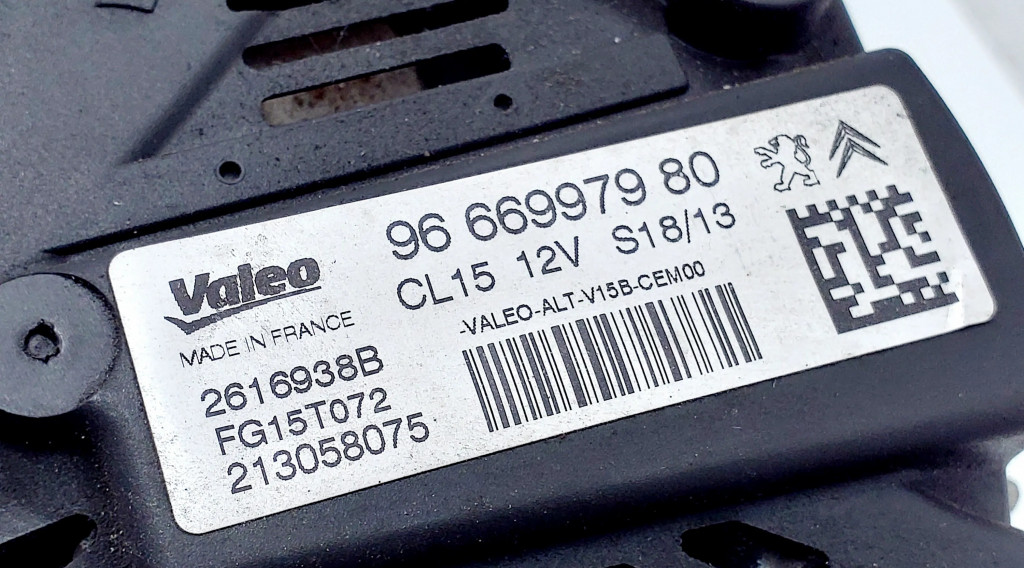 Valeo
MADE IN FRANCE
2616938B
FG15T072
213058075
96 669979 80
CL15 12V S18/13
-VALEO-ALT-V15B-CEM00